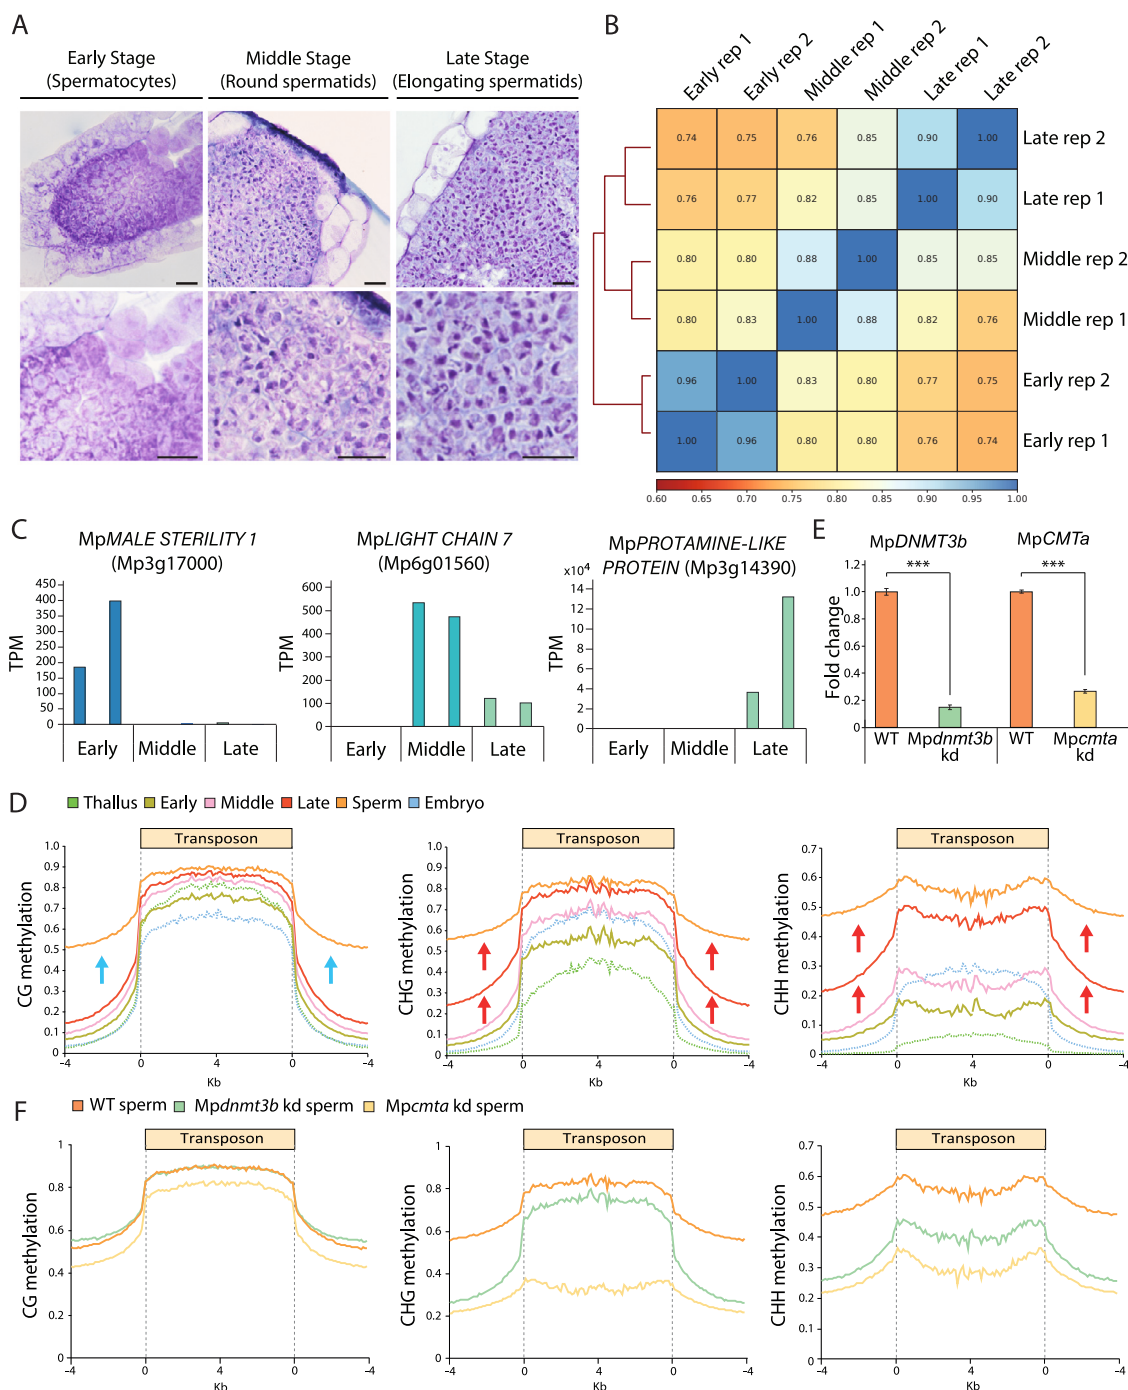 A
Early Stage
(Spermatocytes)
Middle Stage
(Round spermatids)
Late Stage
(Elongating spermatids)
B
Early rep 1
Early rep 2
Middle rep 1
Middle rep 2
Late rep 1
Late rep 2
0.74 0.75 0.76 0.85 0.90 1.00 Late rep 2
0.76 0.77 0.82 0.85 1.00 0.90 Late rep 1
0.80 0.80 0.88 1.00 0.85 0.85 Middle rep 2
0.80 0.83 1.00 0.88 0.82 0.76 Middle rep 1
0.96 1.00 0.83 0.80 0.77 0.75 Early rep 2
1.00 0.96 0.80 0.80 0.76 0.74 Early rep 1
0.60 0.65 0.70 0.75 0.80 0.85 0.90 0.95 1.00
C
MpMALE STERILITY 1
(Mp3g17000)
TPM
450
400
350
300
250
200
150
100
50
0
Early Middle Late
MpLIGHT CHAIN 7
(Mp6g01560)
TPM
600
500
400
300
200
100
0
Early Middle Late
MpPROTAMINE-LIKE
PROTEIN (Mp3g14390)
x10⁴
TPM
14
12
10
8
6
4
2
0
Early Middle Late
E
MpDNMT3b MpCMTa
*** ***
Fold change
1.2
1.0
0.8
0.6
0.4
0.2
0
WT Mpdnmt3b kd WT Mpcmta kd
D
Thallus Early Middle Late Sperm Embryo
Transposon
CG methylation
1.0
0.9
0.8
0.7
0.6
0.5
0.4
0.3
0.2
0.1
0
–4 0 4 0 –4
Kb
Transposon
CHG methylation
1.0
0.9
0.8
0.7
0.6
0.5
0.4
0.3
0.2
0.1
0
–4 0 4 0 –4
Kb
Transposon
CHH methylation
0.7
0.6
0.5
0.4
0.3
0.2
0.1
0
–4 0 4 0 –4
Kb
F
WT sperm Mpdnmt3b kd sperm Mpcmta kd sperm
Transposon
CG methylation
1
0.8
0.6
0.4
0.2
0
–4 0 4 0 –4
Kb
Transposon
CHG methylation
1
0.8
0.6
0.4
0.2
0
–4 0 4 0 –4
Kb
Transposon
CHH methylation
0.7
0.6
0.5
0.4
0.3
0.2
0.1
0
–4 0 4 0 –4
Kb